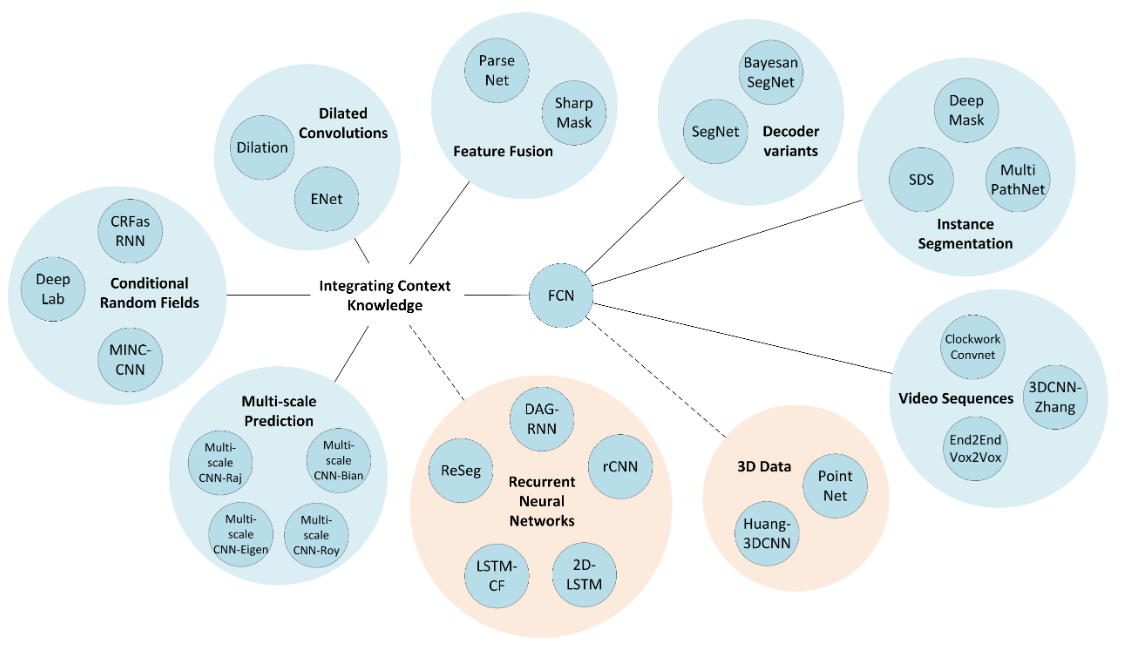 Parse
Net
Sharp
Mask
Feature Fusion
Bayesan
SegNet
SegNet
Decoder
variants
Deep
Mask
SDS
Multi
PathNet
Instance
Segmentation
Dilated
Convolutions
Dilation
ENet
CRFas
RNN
Deep
Lab
Conditional
Random Fields
MINC-
CNN
Integrating Context
Knowledge
FCN
Clockwork
Convnet
Video Sequences
3DCNN-
Zhang
End2End
Vox2Vox
Multi-scale
Prediction
Multi-
scale
CNN-Raj
Multi-
scale
CNN-Bian
Multi-
scale
CNN-Eigen
Multi-
scale
CNN-Roy
DAG-
RNN
ReSeg
rCNN
Recurrent
Neural
Networks
LSTM-
CF
2D-
LSTM
3D Data
Point
Net
Huang-
3DCNN